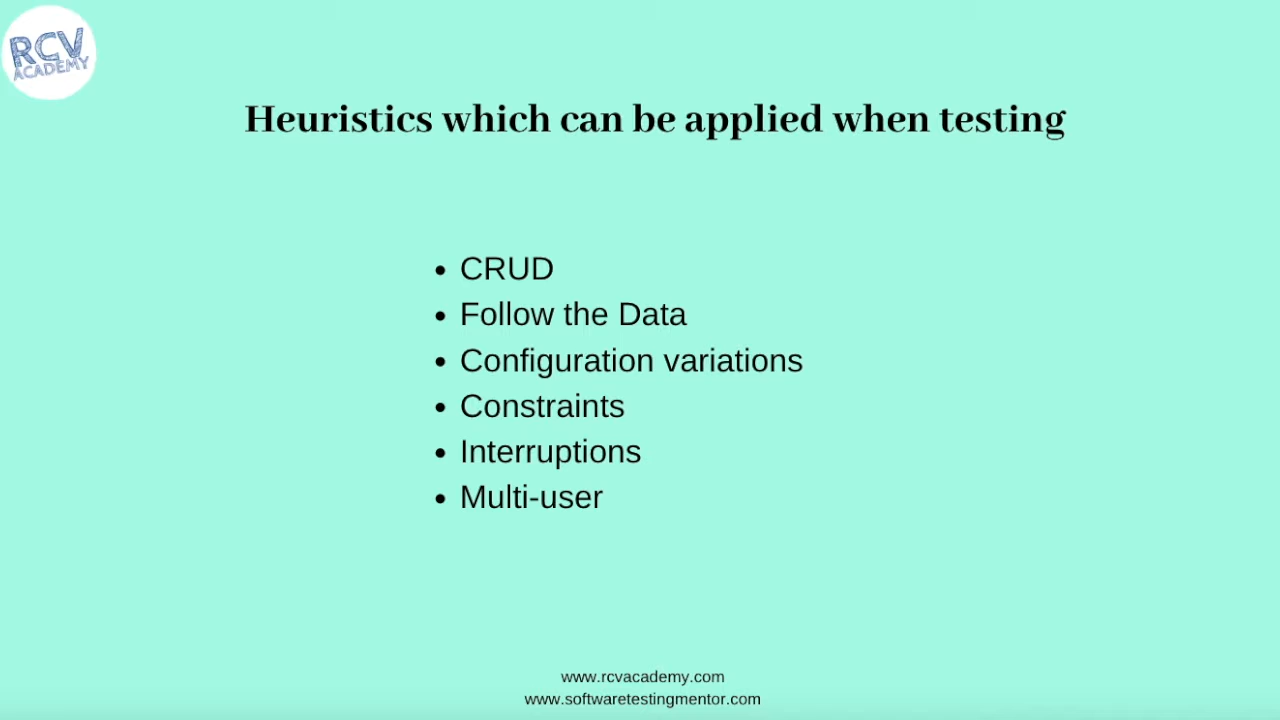 RCV
ACADEMY
Heuristics which can be applied when testing
• CRUD
• Follow the Data
• Configuration variations
• Constraints
• Interruptions
• Multi-user
www.rcvacademy.com
www.softwaretestingmentor.com